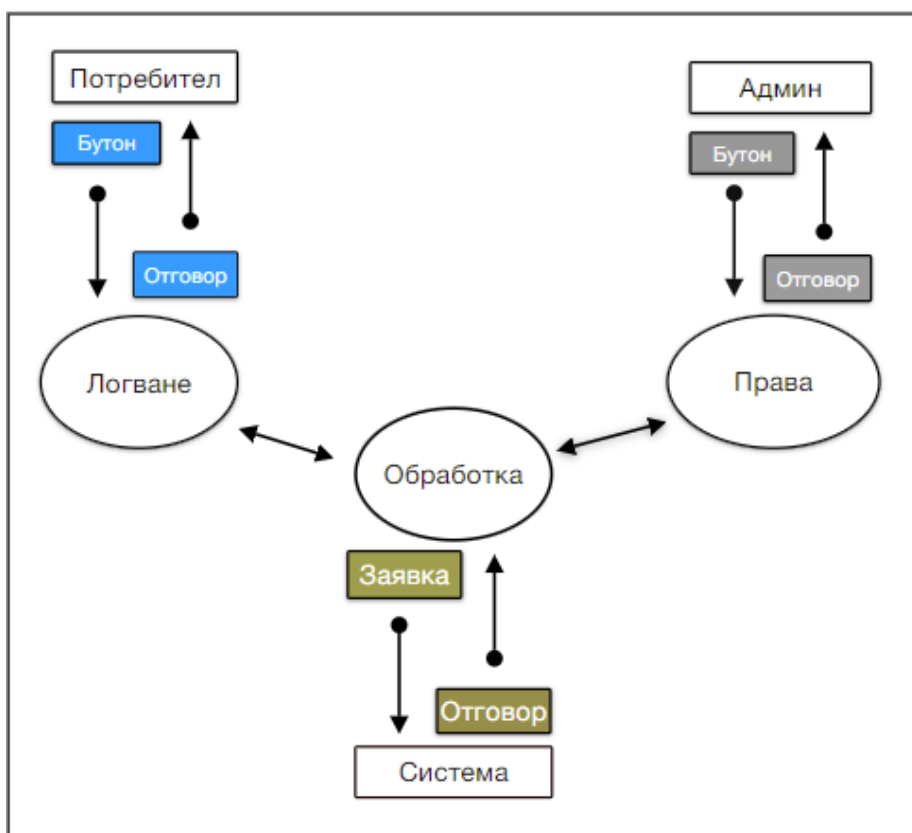 Потребител
Админ
Бутон
Бутон
Отговор
Отговор
Логване
Права
Обработка
Заявка
Отговор
Система